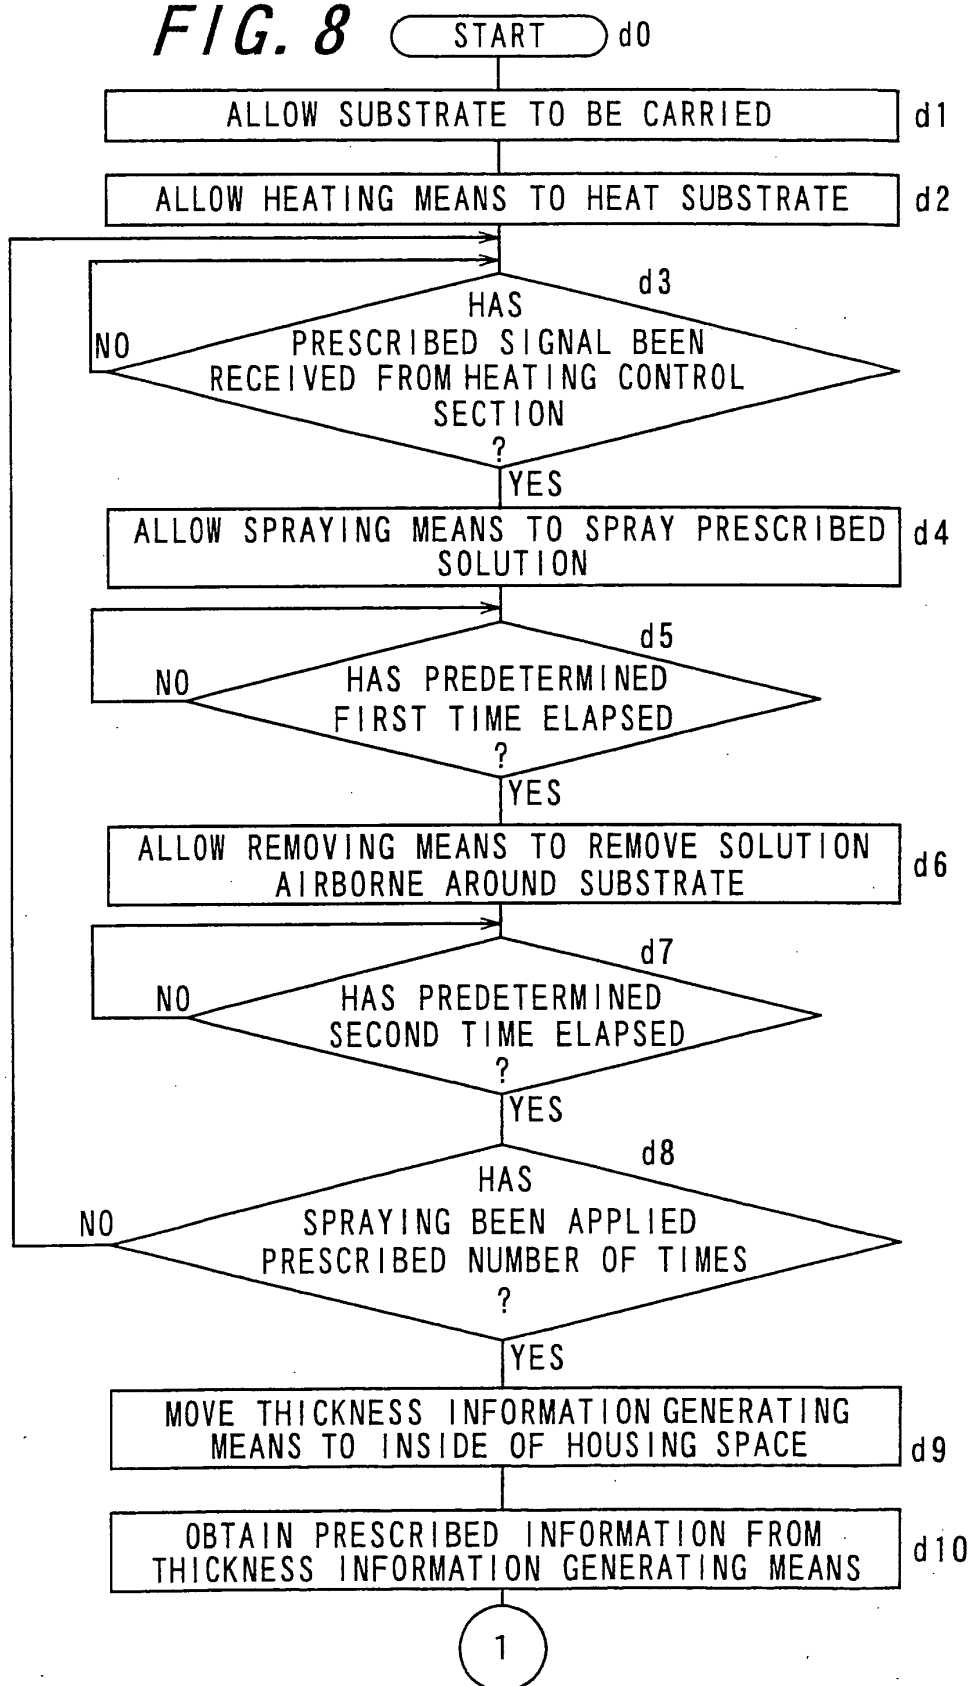 FIG. 8
START d0
ALLOW SUBSTRATE TO BE CARRIED d1
ALLOW HEATING MEANS TO HEAT SUBSTRATE d2
d3
HAS
PRESCRIBED SIGNAL BEEN
RECEIVED FROM HEATING CONTROL
SECTION
?
NO
YES
ALLOW SPRAYING MEANS TO SPRAY PRESCRIBED
SOLUTION
d4
d5
HAS PREDETERMINED
FIRST TIME ELAPSED
?
NO
YES
ALLOW REMOVING MEANS TO REMOVE SOLUTION
AIRBORNE AROUND SUBSTRATE
d6
d7
HAS PREDETERMINED
SECOND TIME ELAPSED
?
NO
YES
d8
HAS
SPRAYING BEEN APPLIED
PRESCRIBED NUMBER OF TIMES
?
NO
YES
MOVE THICKNESS INFORMATION GENERATING
MEANS TO INSIDE OF HOUSING SPACE
d9
OBTAIN PRESCRIBED INFORMATION FROM
THICKNESS INFORMATION GENERATING MEANS
d10
1